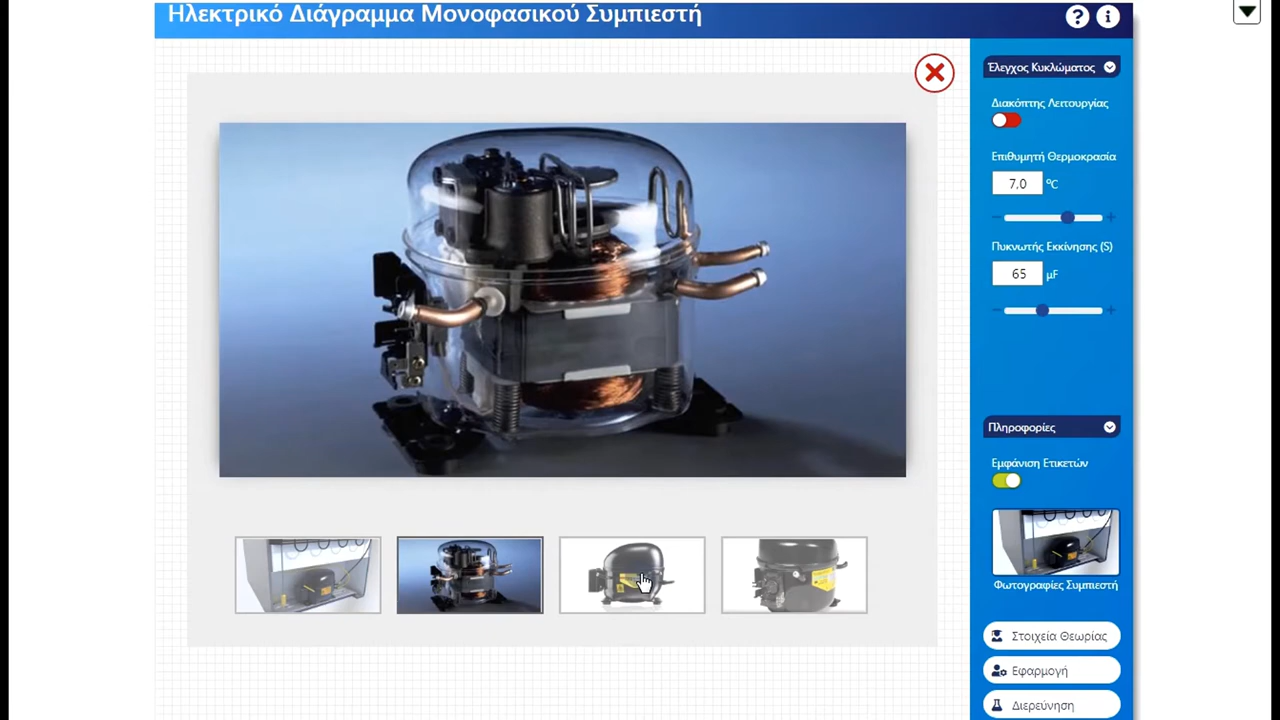 Ηλεκτρικό Διάγραμμα Μονοφασικού Συμπιεστή
Έλεγχος Κυκλώματος
Διακόπτης Λειτουργίας
Επιθυμητή Θερμοκρασία
7,0 °C
Πυκνωτής Εκκίνησης (S)
65 μF
Πληροφορίες
Εμφάνιση Ετικετών
Φωτογραφίες Συμπιεστή
Στοιχεία Θεωρίας
Εφαρμογή
Διερεύνηση